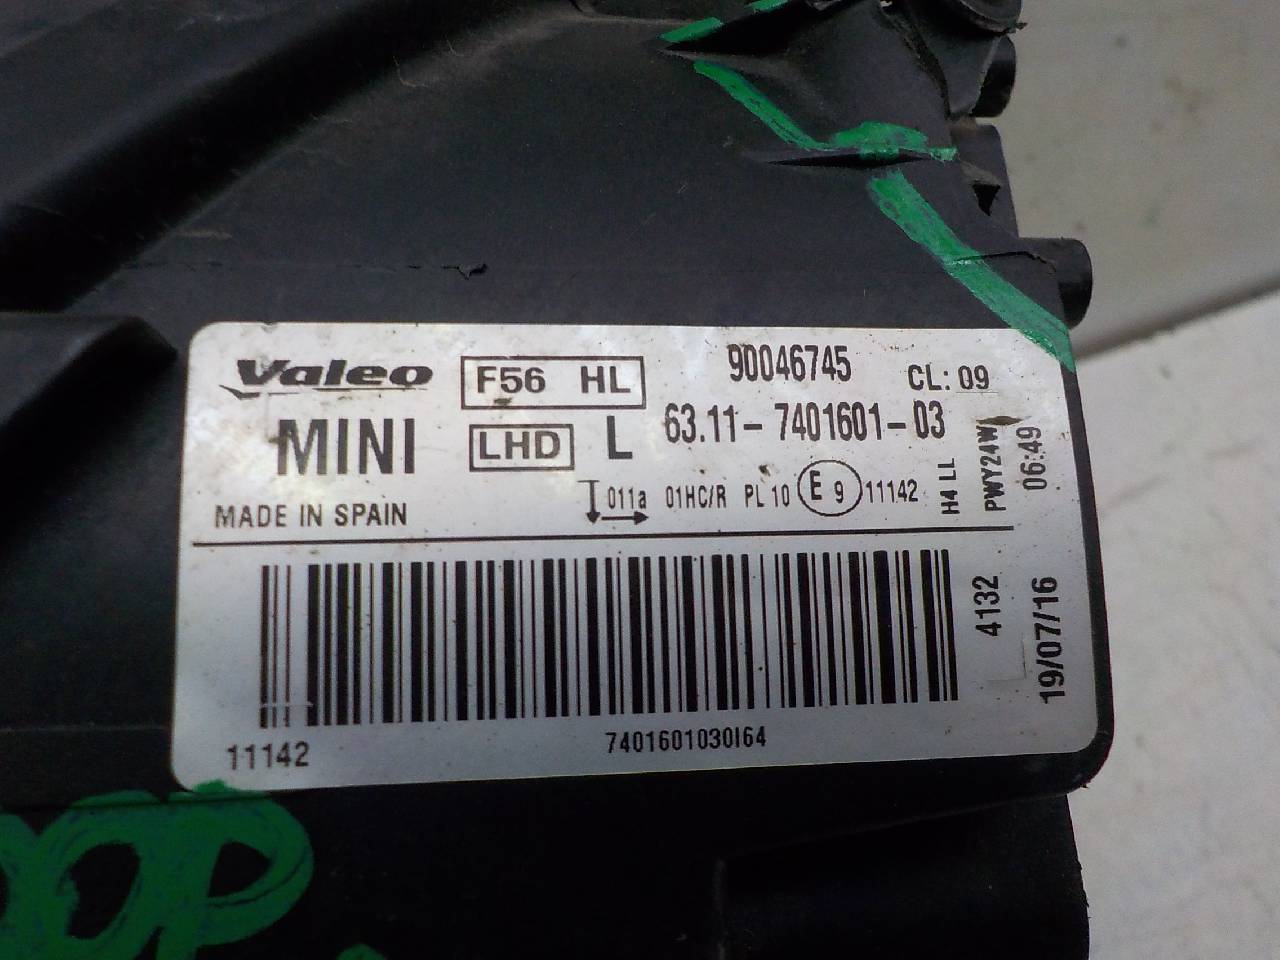 Valeo F56 HL 90046745 CL: 09
MINI LHD L 63.11-7401601-03
MADE IN SPAIN 011a 01HC/R PL 10 E 9 11142
H4 LL
PWY24W
06:49
4132
19/07/16
11142 7401601030I64